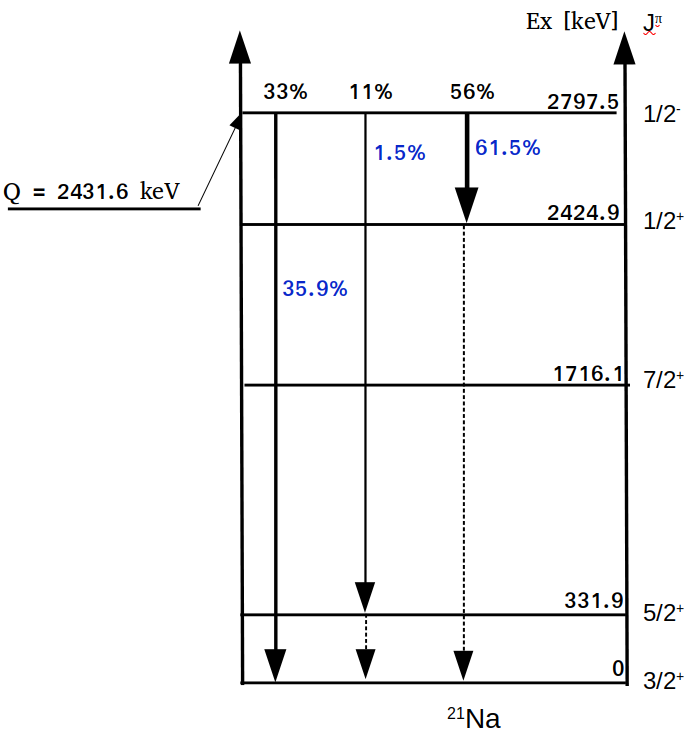 Ex [keV] Jπ
33% 11% 56% 2797.5 1/2-
1.5% 61.5%
Q = 2431.6 keV
2424.9 1/2+
35.9%
1716.1 7/2+
331.9 5/2+
0 3/2+
21Na